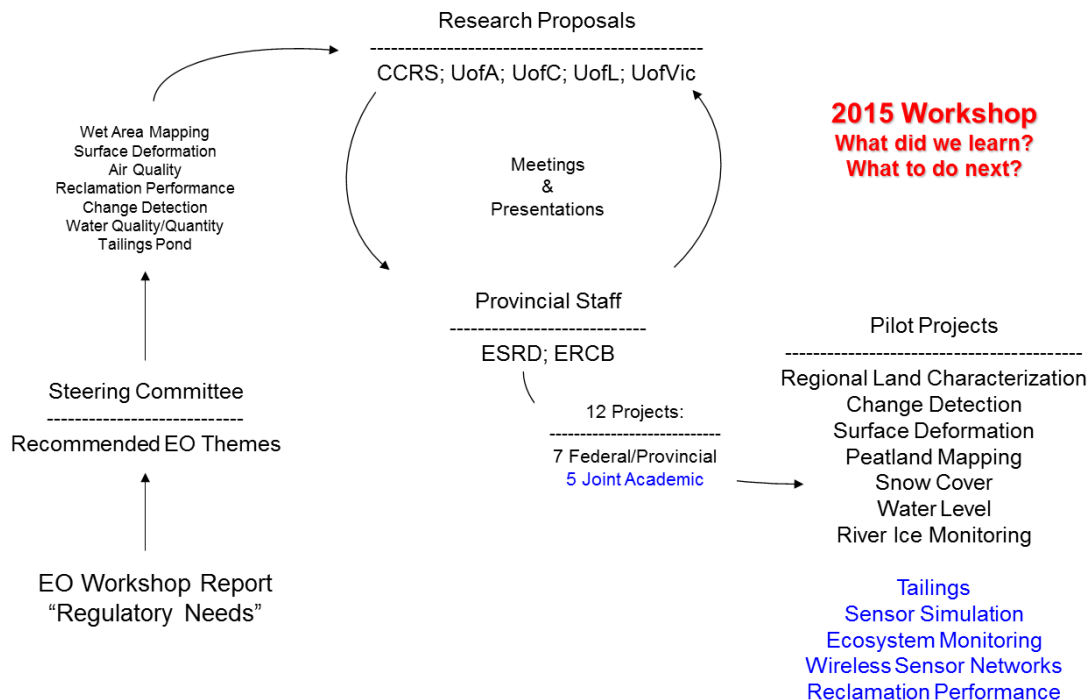 Research Proposals
-----------------------------------------------
CCRS; UofA; UofC; UofL; UofVic
2015 Workshop
What did we learn?
What to do next?
Wet Area Mapping
Surface Deformation
Air Quality
Reclamation Performance
Change Detection
Water Quality/Quantity
Tailings Pond
Meetings
&
Presentations
Provincial Staff
----------------------------
ESRD; ERCB
Steering Committee
----------------------------
Recommended EO Themes
EO Workshop Report
“Regulatory Needs”
12 Projects:
----------------------------
7 Federal/Provincial
5 Joint Academic
Pilot Projects
------------------------------------------
Regional Land Characterization
Change Detection
Surface Deformation
Peatland Mapping
Snow Cover
Water Level
River Ice Monitoring
Tailings
Sensor Simulation
Ecosystem Monitoring
Wireless Sensor Networks
Reclamation Performance